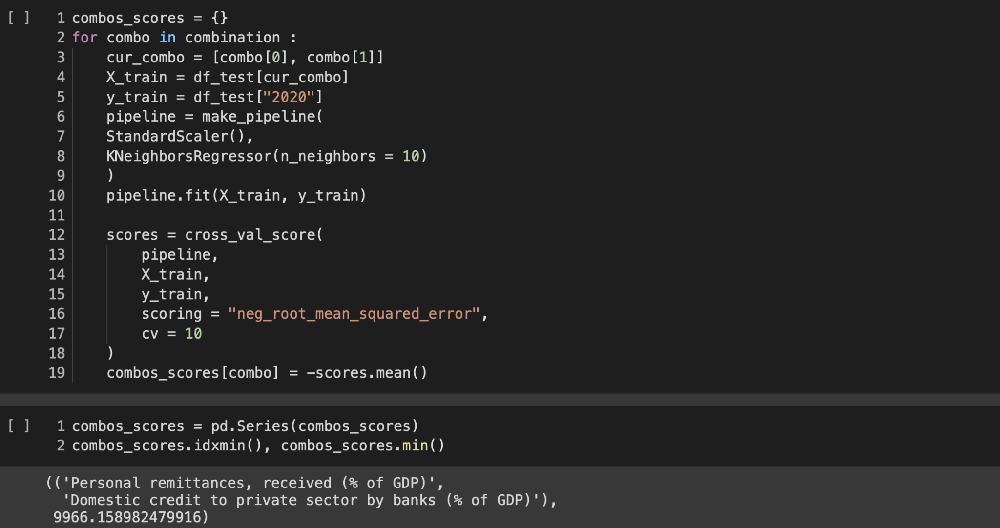 [ ] 1 combos_scores = {}
2 for combo in combination :
3     cur_combo = [combo[0], combo[1]]
4     X_train = df_test[cur_combo]
5     y_train = df_test["2020"]
6     pipeline = make_pipeline(
7     StandardScaler(),
8     KNeighborsRegressor(n_neighbors = 10)
9     )
10     pipeline.fit(X_train, y_train)
11
12     scores = cross_val_score(
13         pipeline,
14         X_train,
15         y_train,
16         scoring = "neg_root_mean_squared_error",
17         cv = 10
18     )
19     combos_scores[combo] = -scores.mean()
[ ] 1 combos_scores = pd.Series(combos_scores)
2 combos_scores.idxmin(), combos_scores.min()
(('Personal remittances, received (% of GDP)',
  'Domestic credit to private sector by banks (% of GDP)'),
 9966.158982479916)